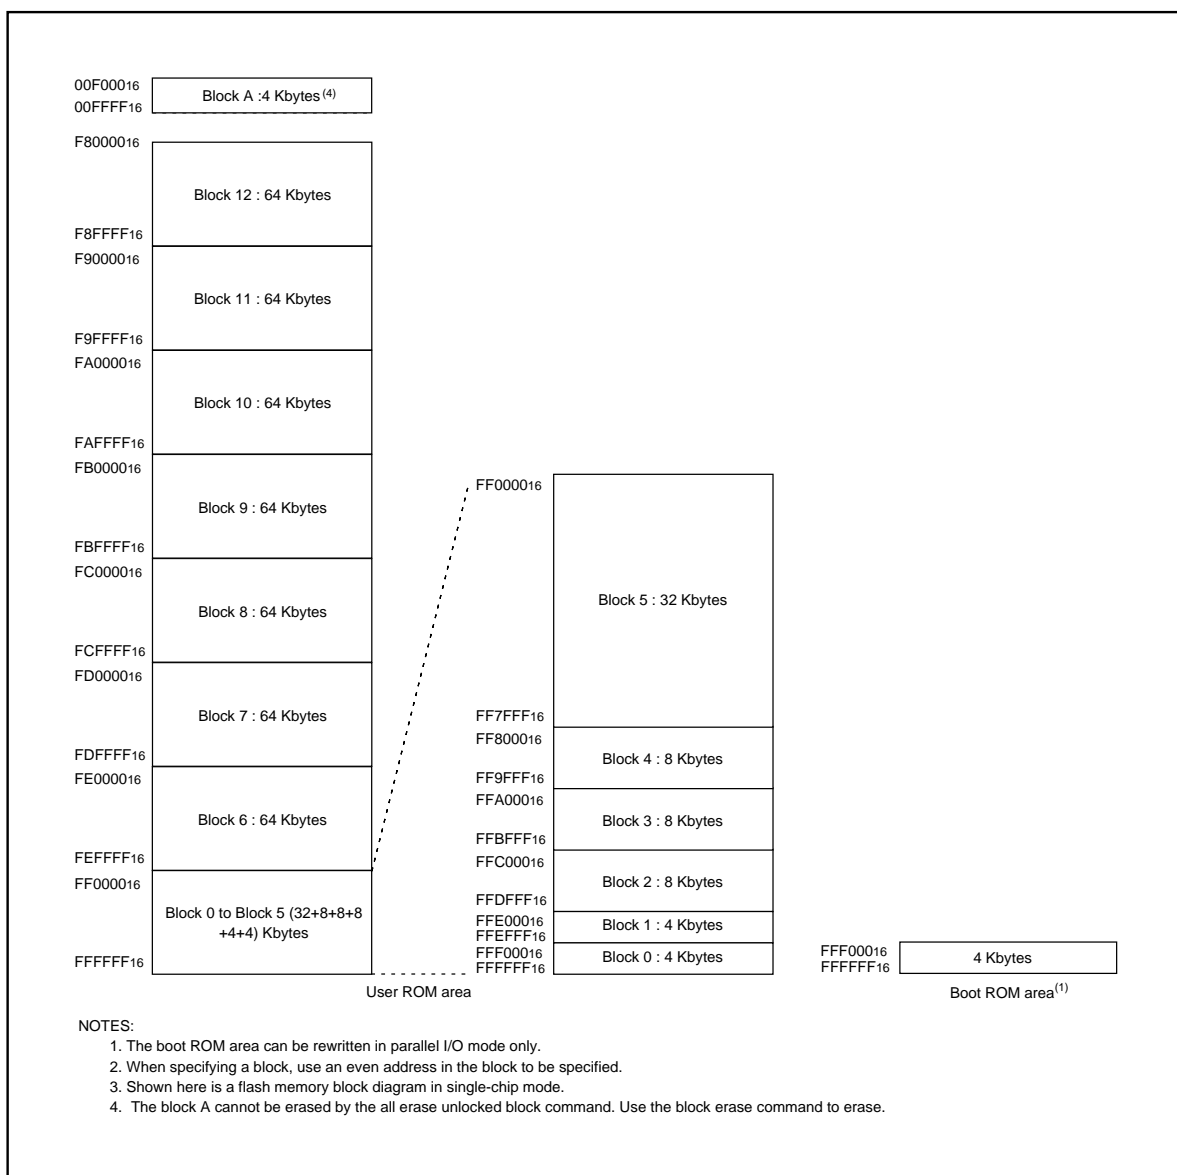 00F00016
Block A :4 Kbytes (4)
00FFFF16
F8000016
Block 12 : 64 Kbytes
F8FFFF16
F9000016
Block 11 : 64 Kbytes
F9FFFF16
FA000016
Block 10 : 64 Kbytes
FAFFFF16
FB000016
Block 9 : 64 Kbytes
FBFFFF16
FC000016
Block 8 : 64 Kbytes
FCFFFF16
FD000016
Block 7 : 64 Kbytes
FDFFFF16
FE000016
Block 6 : 64 Kbytes
FEFFFF16
FF000016
Block 0 to Block 5 (32+8+8+8
+4+4) Kbytes
FFFFFF16
FF000016
Block 5 : 32 Kbytes
FF7FFF16
FF800016
Block 4 : 8 Kbytes
FF9FFF16
FFA00016
Block 3 : 8 Kbytes
FFBFFF16
FFC00016
Block 2 : 8 Kbytes
FFDFFF16
FFE00016
Block 1 : 4 Kbytes
FFEFFF16
FFF00016
Block 0 : 4 Kbytes
FFFFFF16
User ROM area
FFF00016
4 Kbytes
FFFFFF16
Boot ROM area(1)
NOTES:
1. The boot ROM area can be rewritten in parallel I/O mode only.
2. When specifying a block, use an even address in the block to be specified.
3. Shown here is a flash memory block diagram in single-chip mode.
4. The block A cannot be erased by the all erase unlocked block command. Use the block erase command to erase.